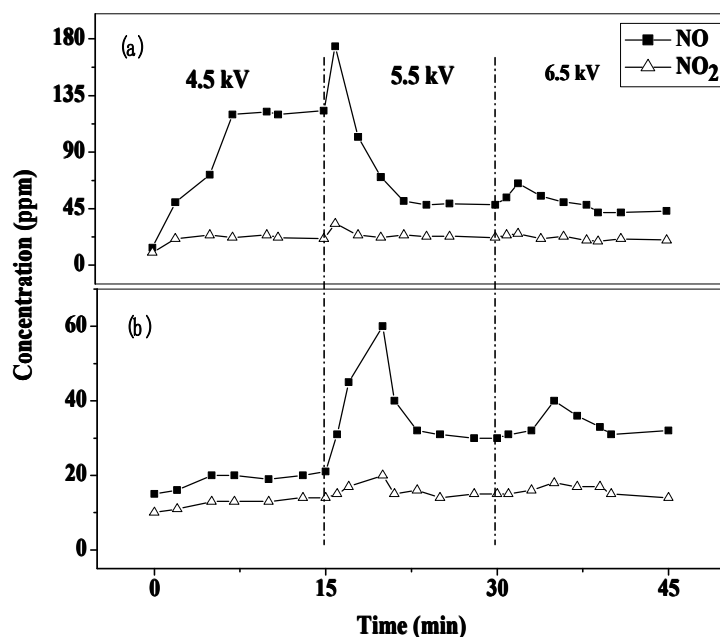 (a)
NO
NO2
4.5 kV
5.5 kV
6.5 kV
180
135
90
45
0
Concentration (ppm)
(b)
60
40
20
0
0 15 30 45
Time (min)